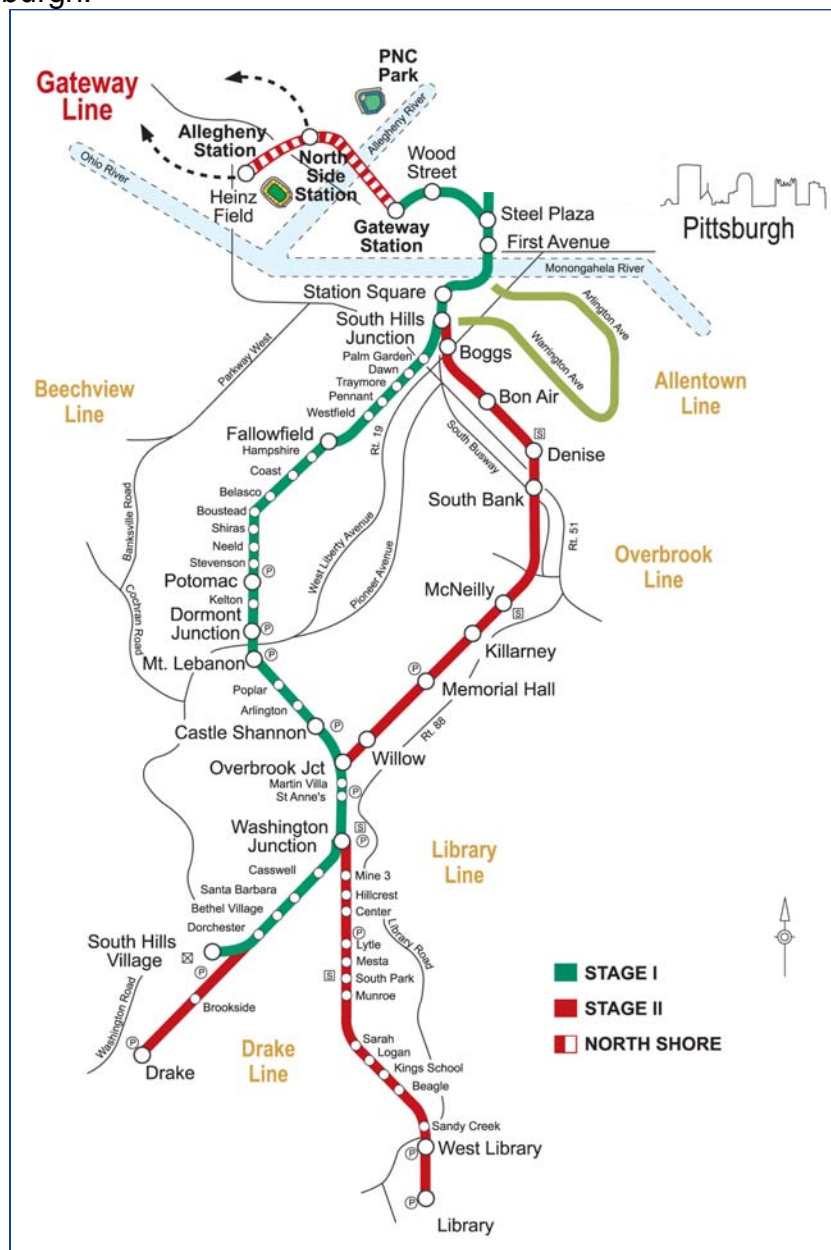 burgh.
PNC
Park
Gateway
Line
Allegheny River
Allegheny
Station
North
Side
Station
Wood
Street
Ohio River
Heinz
Field
Gateway
Station
Steel Plaza
First Avenue
Pittsburgh
Monongahela River
Station Square
South Hills
Junction
Arlington Ave
Warrington Ave
Boggs
Palm Garden
Dawn
Traymore
Pennant
Westfield
Parkway West
Beechview
Line
Allentown
Line
Bon Air
Rt. 19
South Busway
Fallowfield
Hampshire
Coast
Belasco
Boustead
Shiras
Neeld
Stevenson
S
Denise
South Bank
Rt. 51
Banksville Road
West Liberty Avenue
Pioneer Avenue
Overbrook
Line
Potomac
P
Kelton
Dormont
Junction
P
Mt. Lebanon
P
Cochran Road
McNeilly
S
Killarney
P
Memorial Hall
Poplar
Arlington
Castle Shannon
P
Rt. 88
Willow
Overbrook Jct
Martin Villa
St Anne's
P
Washington
Junction
S
P
Library
Line
Casswell
Santa Barbara
Bethel Village
Dorchester
Mine 3
Hillcrest
Center
P
Lytle
Mesta
S
South Park
Munroe
Library Road
South Hills
Village
P
Brookside
Washington Road
P
Drake
Drake
Line
Sarah
Logan
Kings School
Beagle
Sandy Creek
P
West Library
P
Library
STAGE I
STAGE II
NORTH SHORE